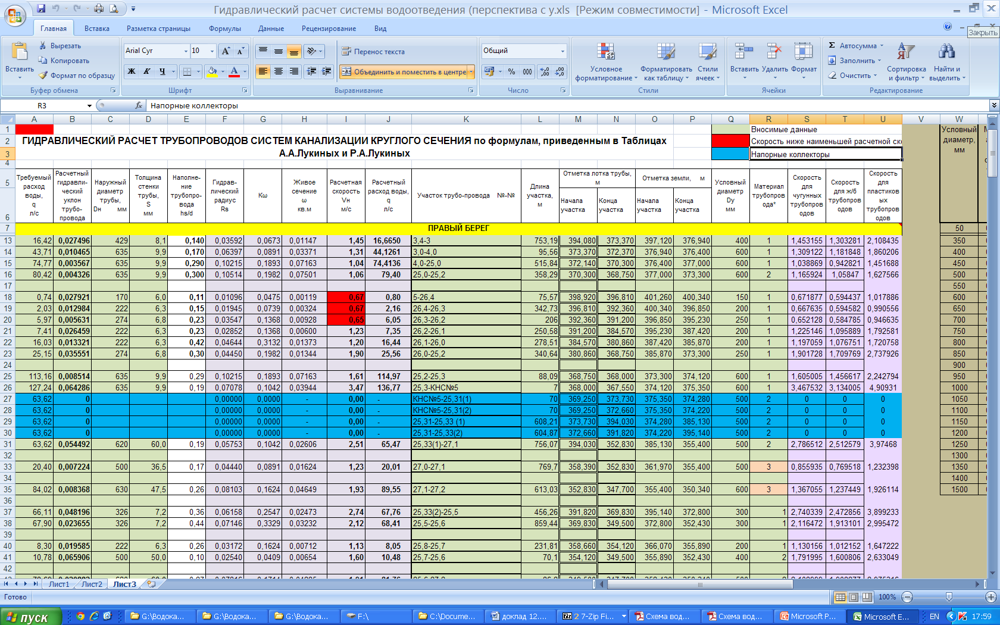 Гидравлический расчет системы водоотведения (перспектива с у.xls [Режим совместимости] - Microsoft Excel
Главная Вставка Разметка страницы Формулы Данные Рецензирование Вид
Закрыть
Вставить Вырезать Копировать Формат по образцу
Arial Cyr 10
Ж К Ч
Перенос текста
Объединить и поместить в центре
Общий
% 000
Условное форматирование Форматировать как таблицу Стили ячеек
Вставить Удалить Формат
Σ Автосумма Заполнить Очистить
Сортировка и фильтр Найти и выделить
Буфер обмена Шрифт Выравнивание Число Стили Ячейки Редактирование
R3 fx Напорные коллекторы
A B C D E F G H I J K L M N O P Q R S T U V W
1 Вносимые данные
2 ГИДРАВЛИЧЕСКИЙ РАСЧЕТ ТРУБОПРОВОДОВ СИСТЕМ КАНАЛИЗАЦИИ КРУГЛОГО СЕЧЕНИЯ по формулам, приведенным в Таблицах Скорость ниже наименьшей расчетной ско
3 А.А.Лукиных и Р.А.Лукиных Напорные коллекторы
4
5
6
Требуемый расход воды, q л/с
Расчетный гидравли-ческий уклон трубо-провода
Наружный диаметр трубы, Dн мм
Толщина стенки трубы, S мм
Наполне-ние трубопро-вода hs/d
Гидрав-лический радиус Rs
Kω
Живое сечение ω кв.м
Расчетная скорость Vн м/с
Расчетный расход воды, q л/с
Участок трубо-провода №-№
Длина участка, м
Отметка лотка трубы, м
Начала участка Конца участка
Отметка земли, м
Начала участка Конца участка
Условный диаметр Dу мм
Материал трубопровода*
Скорость для чугунных трубопроводов
Скорость для ж/б трубопроводов
Скорость для пластиковых трубопроводов
Условный диаметр, мм
7 ПРАВЫЙ БЕРЕГ 50
13 16,42 0,027496 429 8,1 0,140 0,03592 0,0673 0,01147 1,45 16,6650 3,4-3 753,19 394,080 373,370 397,120 376,940 400 1 1,453155 1,303281 2,108435 350
14 43,71 0,010465 635 9,9 0,170 0,06397 0,0891 0,03371 1,31 44,1261 3,0-4,0 95,56 373,370 372,370 376,940 376,400 600 1 1,309122 1,181848 1,860206 400
15 74,77 0,003567 635 9,9 0,290 0,10215 0,1893 0,07163 1,04 74,4136 4,0-25,0 515,84 372,140 370,300 376,400 377,000 600 1 1,038869 0,942821 1,451688 450
16 80,42 0,004326 635 9,9 0,300 0,10514 0,1982 0,07501 1,06 79,40 25,0-25,2 358,29 370,300 368,750 377,000 373,300 600 2 1,165924 1,05847 1,627566 500
17 550
18 0,74 0,027921 170 6,0 0,11 0,01096 0,0475 0,00119 0,67 0,80 5-26,4 75,57 398,920 396,810 401,260 400,340 150 1 0,671877 0,594437 1,017886 600
19 2,03 0,012984 222 6,3 0,15 0,01945 0,0739 0,00324 0,67 2,16 26,4-26,3 342,73 396,810 392,360 400,340 396,850 200 1 0,667635 0,594582 0,990556 650
20 5,97 0,005631 274 6,8 0,23 0,03547 0,1368 0,00928 0,65 6,05 26,3-26,2 206 392,360 391,200 396,850 395,230 250 1 0,652128 0,584785 0,946635 700
21 7,41 0,026459 222 6,3 0,23 0,02852 0,1368 0,00600 1,23 7,35 26,2-26,1 250,58 391,200 384,570 395,230 387,420 200 1 1,225146 1,095889 1,792581 750
22 16,03 0,013321 222 6,3 0,42 0,04644 0,3132 0,01373 1,20 16,44 26,1-26,0 278,51 384,570 380,860 387,420 385,870 200 1 1,197059 1,076751 1,720758 800
23 25,15 0,035551 274 6,8 0,30 0,04450 0,1982 0,01344 1,90 25,56 26,0-25,2 340,64 380,860 368,750 385,870 373,300 250 1 1,901728 1,709769 2,737926 850
24 900
25 113,16 0,008514 635 9,9 0,29 0,10215 0,1893 0,07163 1,61 114,97 25,2-25,3 88,09 368,750 368,000 373,300 374,120 600 1 1,605005 1,456617 2,242794 950
26 127,24 0,064286 635 9,9 0,19 0,07078 0,1042 0,03944 3,47 136,77 25,3-КНС№5 7 368,000 367,550 374,120 375,350 600 1 3,467532 3,134005 4,90931 1000
27 63,62 0 0,00000 0,0000 - 0,00 - КНС№5-25,31(1) 70 369,250 373,730 375,350 374,280 500 2 0 0 0 1050
28 63,62 0 0,00000 0,0000 - 0,00 - КНС№5-25,31(2) 70 369,250 372,660 375,350 374,220 500 2 0 0 0 1100
29 63,62 0 0,00000 0,0000 - 0,00 - 25,31-25,33 (1) 608,21 373,730 394,030 374,280 385,130 500 2 0 0 0 1150
30 63,62 0 0,00000 0,0000 - 0,00 - 25,31-25,33(2) 604,87 372,660 391,820 374,220 395,140 500 2 0 0 0 1200
31 63,62 0,054492 620 60,0 0,19 0,05753 0,1042 0,02606 2,51 65,47 25,33(1)-27,1 756,07 394,030 352,830 385,130 355,400 500 2 2,786512 2,512579 3,97468 1250
32 1300
33 20,40 0,007224 500 36,5 0,17 0,04440 0,0891 0,01624 1,23 20,01 27,0-27,1 769,7 358,390 352,830 361,970 355,400 500 3 0,855935 0,769518 1,232398 1350
34 1400
35 84,02 0,008368 630 47,5 0,26 0,08103 0,1624 0,04649 1,93 89,55 27,1-27,2 613,03 352,830 347,700 355,400 350,340 600 3 1,367055 1,237449 1,926114 1500
36
37 66,11 0,048196 326 7,2 0,36 0,06158 0,2547 0,02473 2,74 67,76 25,33(2)-25,5 456,26 391,820 369,830 395,140 372,800 300 1 2,740339 2,472856 3,899233
38 67,90 0,023655 326 7,2 0,44 0,07146 0,3329 0,03232 2,12 68,41 25,5-25,6 859,44 369,830 349,500 372,800 352,430 300 1 2,116472 1,913101 2,995472
39
40 8,30 0,019585 222 6,3 0,26 0,03172 0,1624 0,00712 1,13 8,05 25,8-25,7 231,81 358,660 354,120 366,070 355,890 200 1 1,130156 1,012152 1,647222
41 10,78 0,065906 500 50,0 0,10 0,02540 0,0409 0,00654 1,60 10,48 25,7-25,6 70,1 354,120 349,500 355,890 352,430 400 2 1,791995 1,600806 2,633049
42
Лист1 Лист2 Лист3
Готово 100%
пуск G:\Водока... G:\Водока... G:\Водока... F:\ C:\Docume... доклад 12.... 2 7-Zip Fi... Схема вод... Схема вод... Microsoft P... Microsoft E... EN 17:59